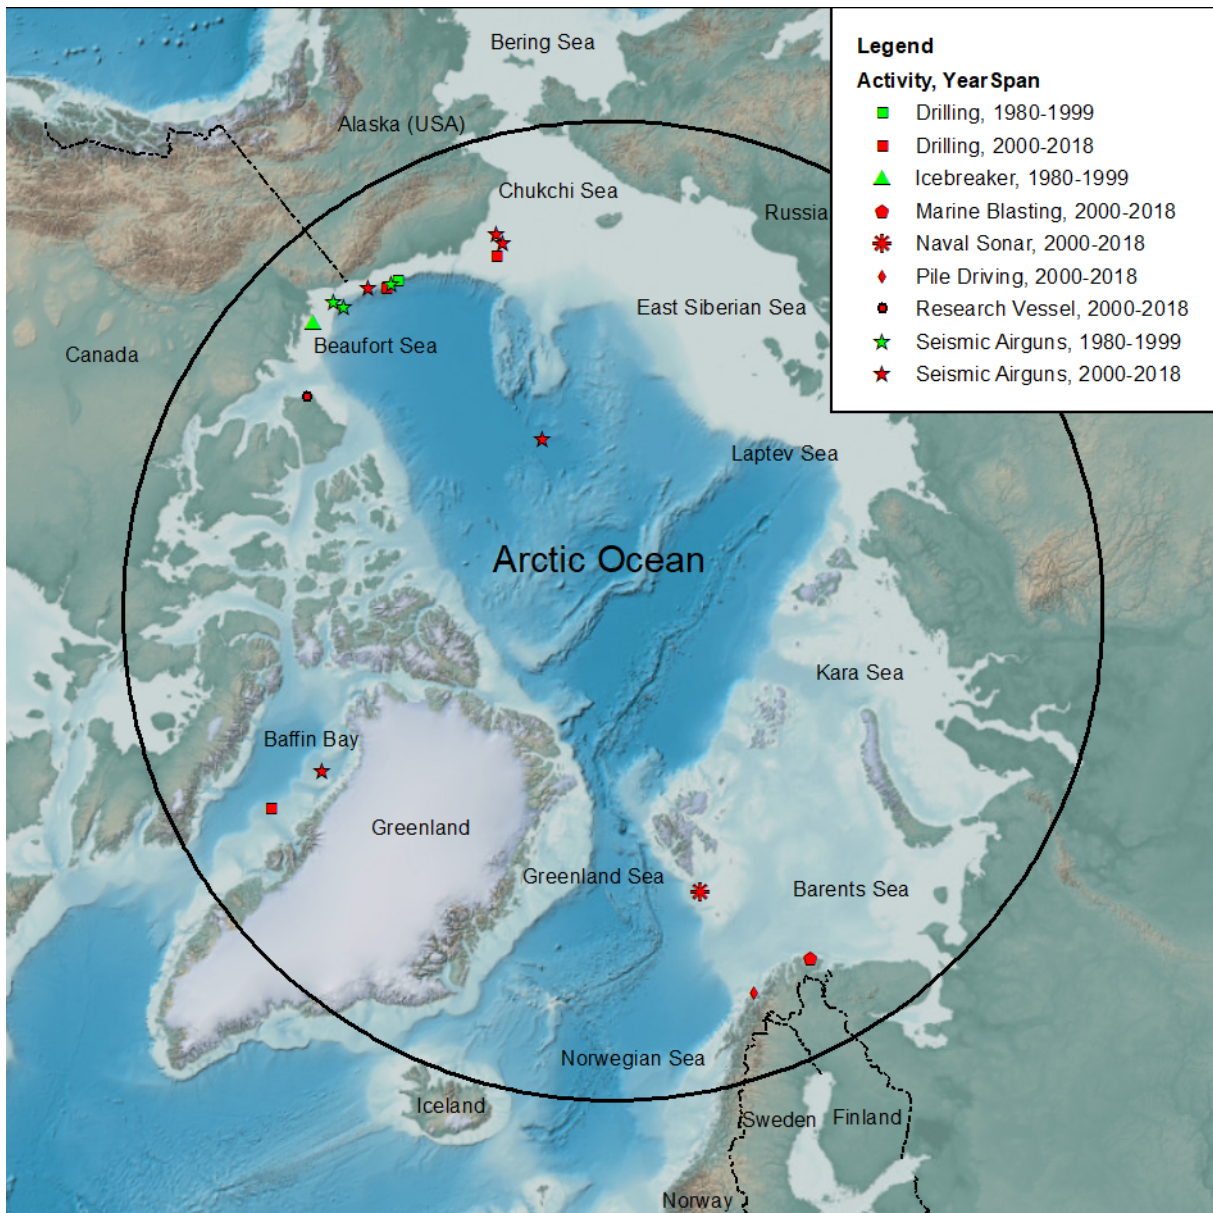 Bering Sea
Alaska (USA)
Chukchi Sea
Russia
East Siberian Sea
Canada
Beaufort Sea
Laptev Sea
Arctic Ocean
Kara Sea
Baffin Bay
Greenland
Greenland Sea
Barents Sea
Norwegian Sea
Iceland
Sweden
Finland
Norway
Legend
Activity, YearSpan
Drilling, 1980-1999
Drilling, 2000-2018
Icebreaker, 1980-1999
Marine Blasting, 2000-2018
Naval Sonar, 2000-2018
Pile Driving, 2000-2018
Research Vessel, 2000-2018
Seismic Airguns, 1980-1999
Seismic Airguns, 2000-2018